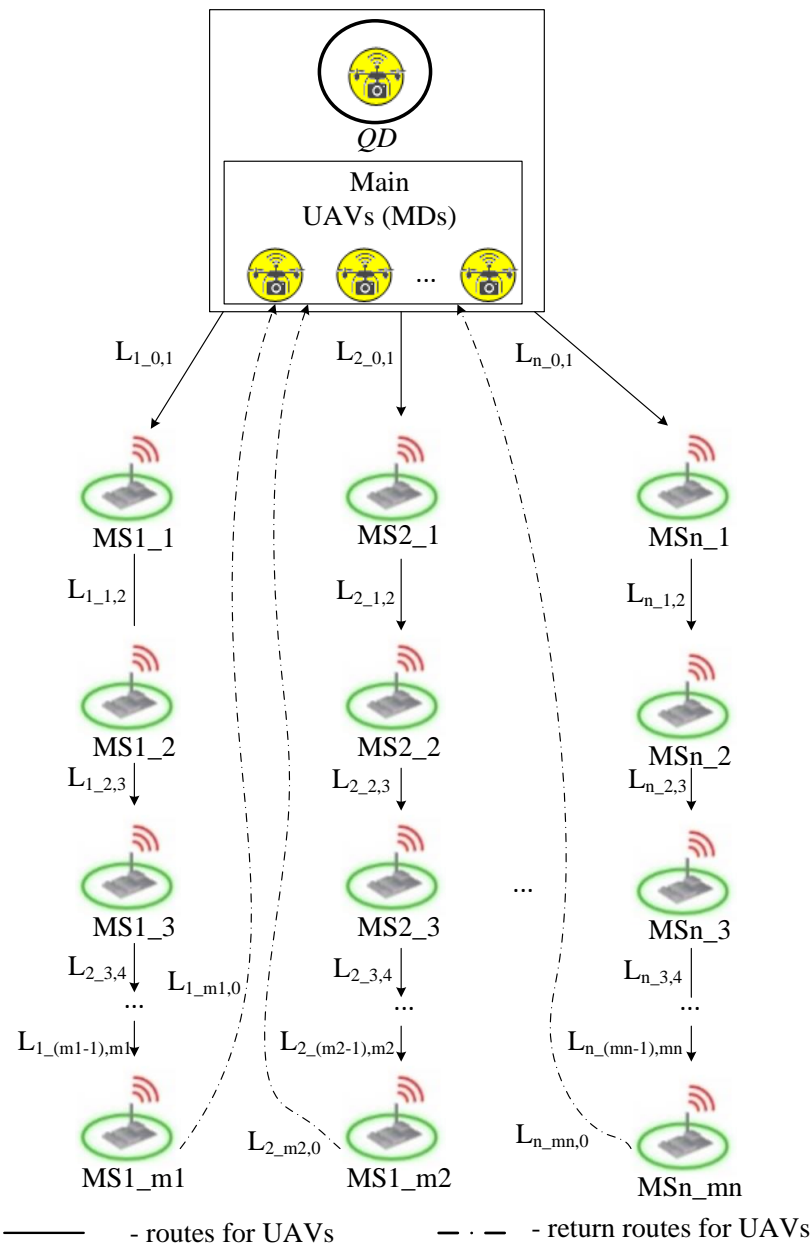 QD
Main
UAVs (MDs)
...
L1_0,1
L2_0,1
Ln_0,1
MS1_1
MS2_1
MSn_1
L1_1,2
L2_1,2
Ln_1,2
MS1_2
MS2_2
MSn_2
L1_2,3
L2_2,3
Ln_2,3
MS1_3
MS2_3
...
MSn_3
L2_3,4
L1_m1,0
L2_3,4
Ln_3,4
...
...
...
L1_(m1-1),m1
L2_(m2-1),m2
Ln_(mn-1),mn
L2_m2,0
Ln_mn,0
MS1_m1
MS1_m2
MSn_mn
- routes for UAVs
- return routes for UAVs